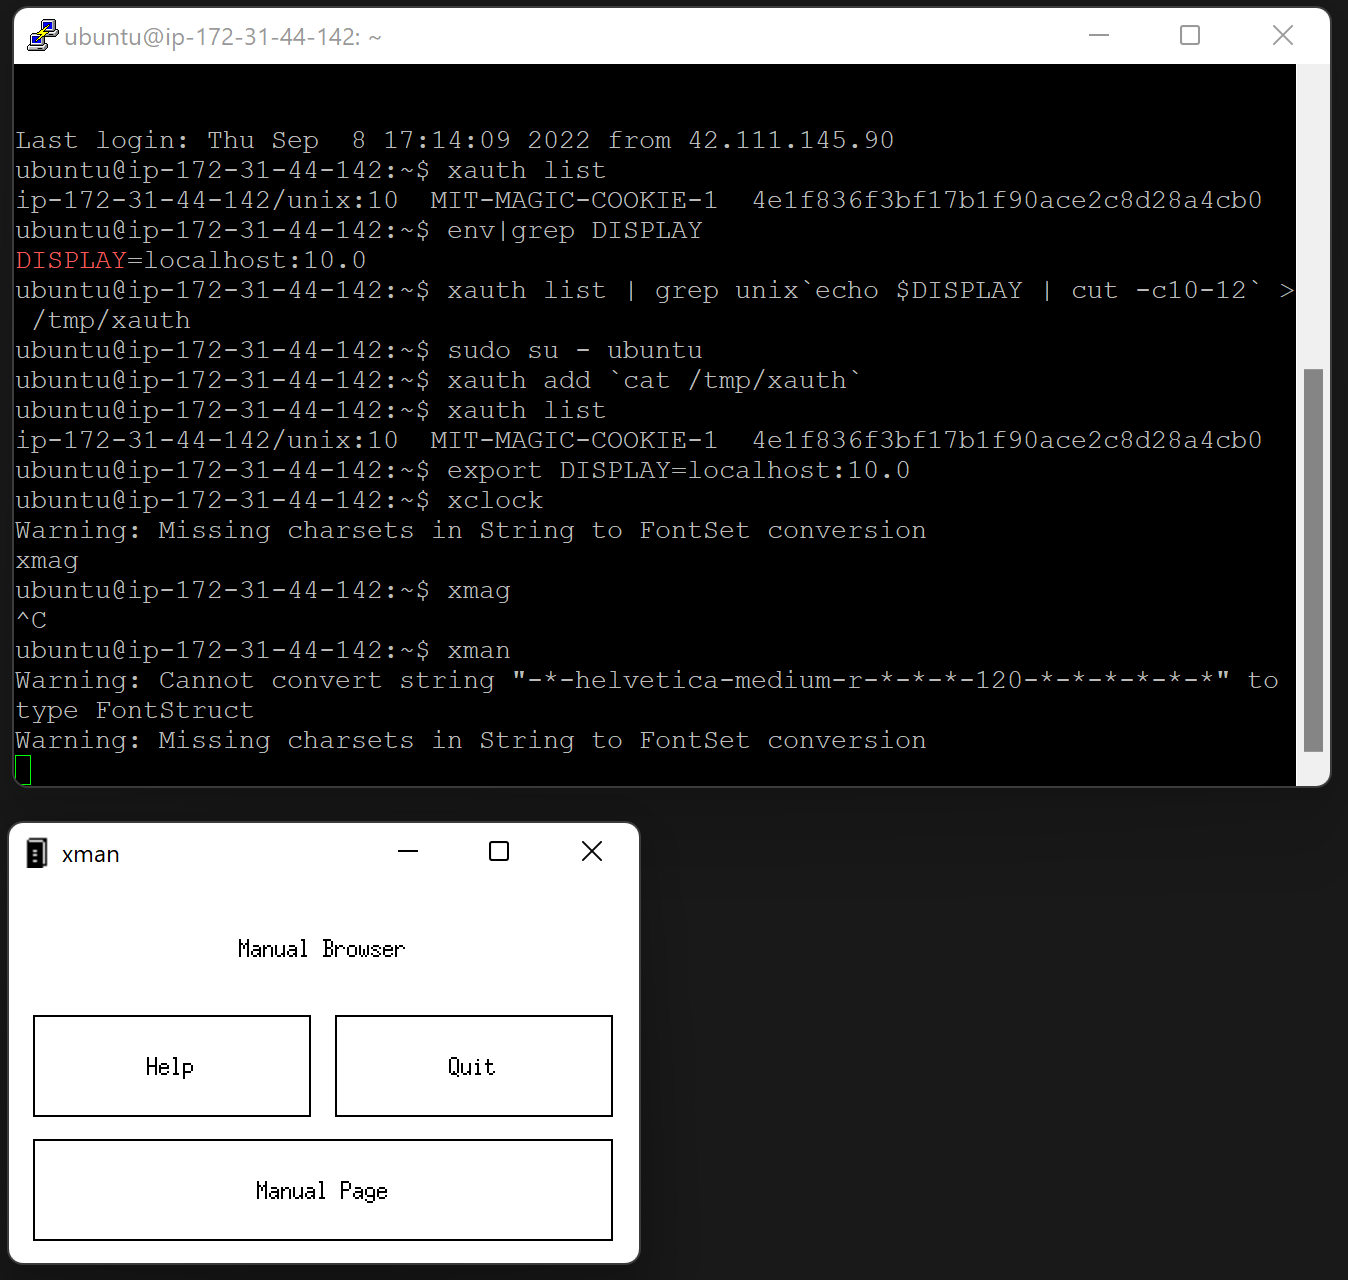 ubuntu@ip-172-31-44-142: ~
Last login: Thu Sep  8 17:14:09 2022 from 42.111.145.90
ubuntu@ip-172-31-44-142:~$ xauth list
ip-172-31-44-142/unix:10  MIT-MAGIC-COOKIE-1  4e1f836f3bf17b1f90ace2c8d28a4cb0
ubuntu@ip-172-31-44-142:~$ env|grep DISPLAY
DISPLAY=localhost:10.0
ubuntu@ip-172-31-44-142:~$ xauth list | grep unix`echo $DISPLAY | cut -c10-12` >
 /tmp/xauth
ubuntu@ip-172-31-44-142:~$ sudo su - ubuntu
ubuntu@ip-172-31-44-142:~$ xauth add `cat /tmp/xauth`
ubuntu@ip-172-31-44-142:~$ xauth list
ip-172-31-44-142/unix:10  MIT-MAGIC-COOKIE-1  4e1f836f3bf17b1f90ace2c8d28a4cb0
ubuntu@ip-172-31-44-142:~$ export DISPLAY=localhost:10.0
ubuntu@ip-172-31-44-142:~$ xclock
Warning: Missing charsets in String to FontSet conversion
xmag
ubuntu@ip-172-31-44-142:~$ xmag
^C
ubuntu@ip-172-31-44-142:~$ xman
Warning: Cannot convert string "-*-helvetica-medium-r-*-*-*-120-*-*-*-*-*-*" to
type FontStruct
Warning: Missing charsets in String to FontSet conversion
xman
Manual Browser
Help
Quit
Manual Page